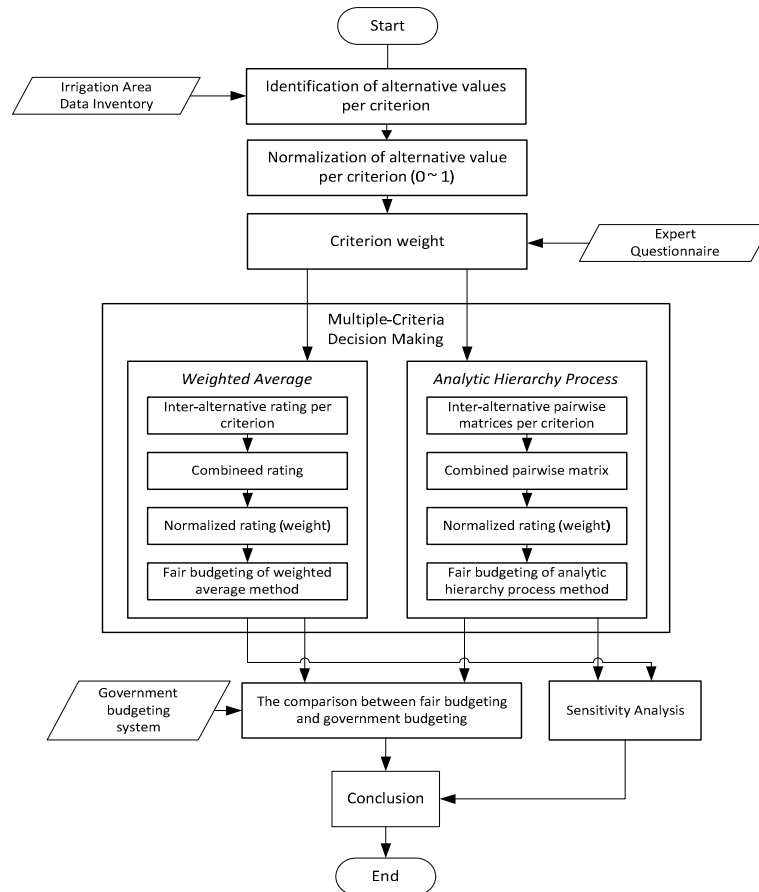 Start
Irrigation Area
Data Inventory
Identification of alternative values
per criterion
Normalization of alternative value
per criterion (0 ~ 1)
Criterion weight
Expert
Questionnaire
Multiple-Criteria
Decision Making
Weighted Average
Inter-alternative rating per
criterion
Combineed rating
Normalized rating (weight)
Fair budgeting of weighted
average method
Analytic Hierarchy Process
Inter-alternative pairwise
matrices per criterion
Combined pairwise matrix
Normalized rating (weight)
Fair budgeting of analytic
hierarchy process method
Government
budgeting
system
The comparison between fair budgeting
and government budgeting
Sensitivity Analysis
Conclusion
End